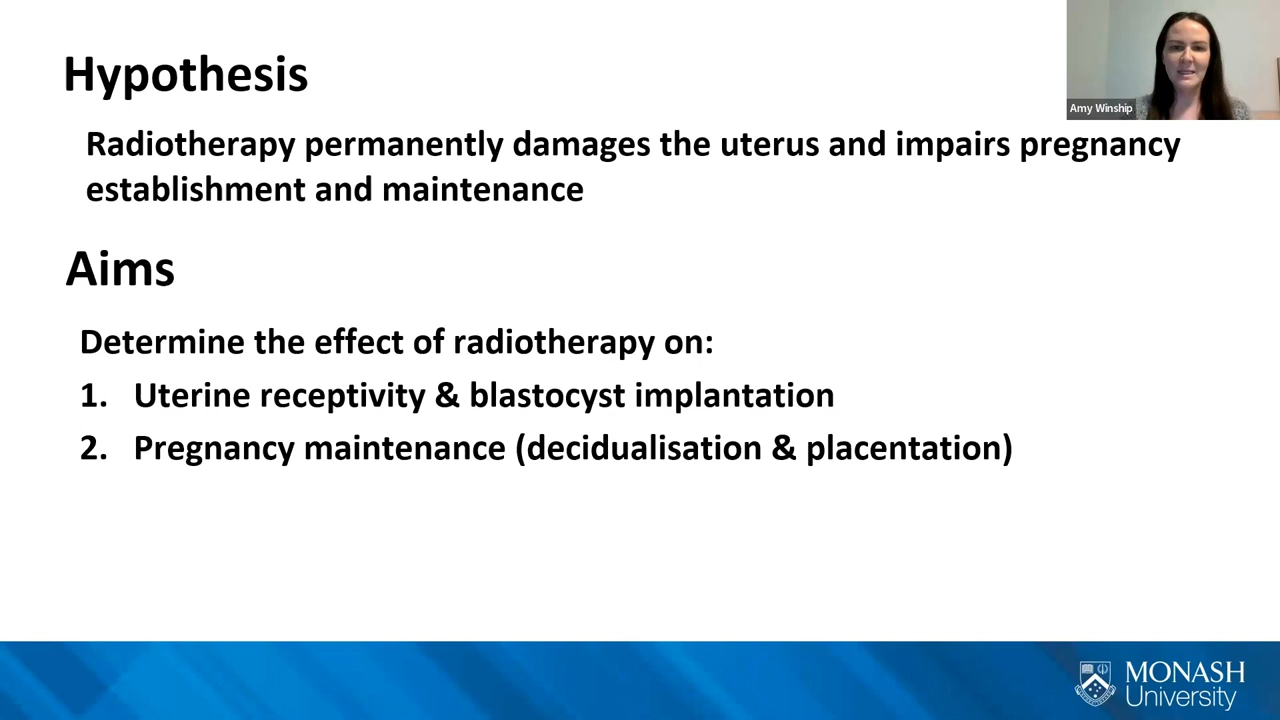 Hypothesis
Amy Winship
Radiotherapy permanently damages the uterus and impairs pregnancy
establishment and maintenance
Aims
Determine the effect of radiotherapy on:
1. Uterine receptivity & blastocyst implantation
2. Pregnancy maintenance (decidualisation & placentation)
MONASH
University